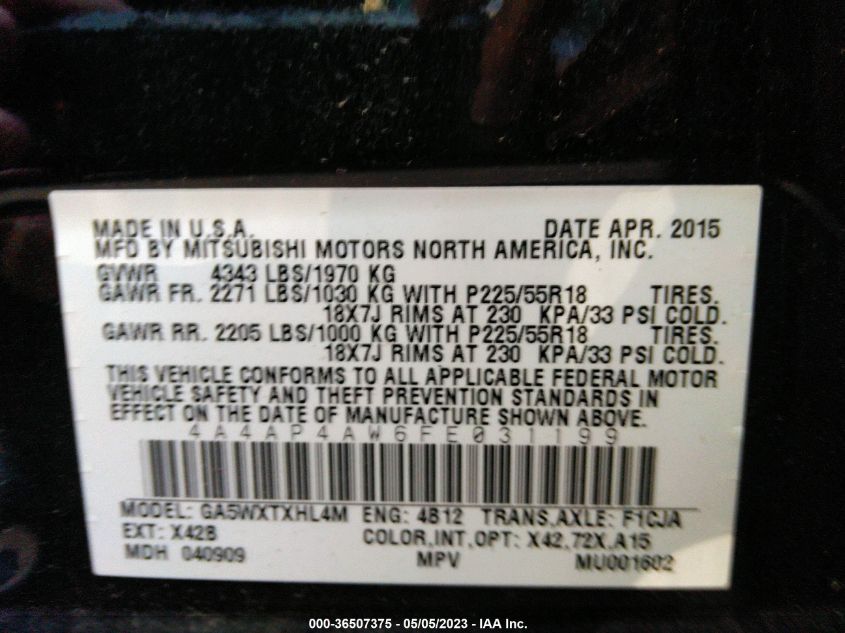 MADE IN U.S.A. DATE APR. 2015
MFD BY MITSUBISHI MOTORS NORTH AMERICA, INC.
GVWR 4343 LBS/1970 KG
GAWR FR. 2271 LBS/1030 KG WITH P225/55R18 TIRES.
18X7J RIMS AT 230 KPA/33 PSI COLD.
GAWR RR. 2205 LBS/1000 KG WITH P225/55R18 TIRES.
18X7J RIMS AT 230 KPA/33 PSI COLD.
THIS VEHICLE CONFORMS TO ALL APPLICABLE FEDERAL MOTOR
VEHICLE SAFETY AND THEFT PREVENTION STANDARDS IN
EFFECT ON THE DATE OF MANUFACTURE SHOWN ABOVE.
4A4AP4AW6FE031199
MODEL: GA5WXTXHL4M ENG: 4B12 TRANS,AXLE: F1CJA
EXT: X42B COLOR,INT,OPT: X42,72X,A15
MDH 040909 MPV MU001602
000-36507375 - 05/05/2023 - IAA Inc.